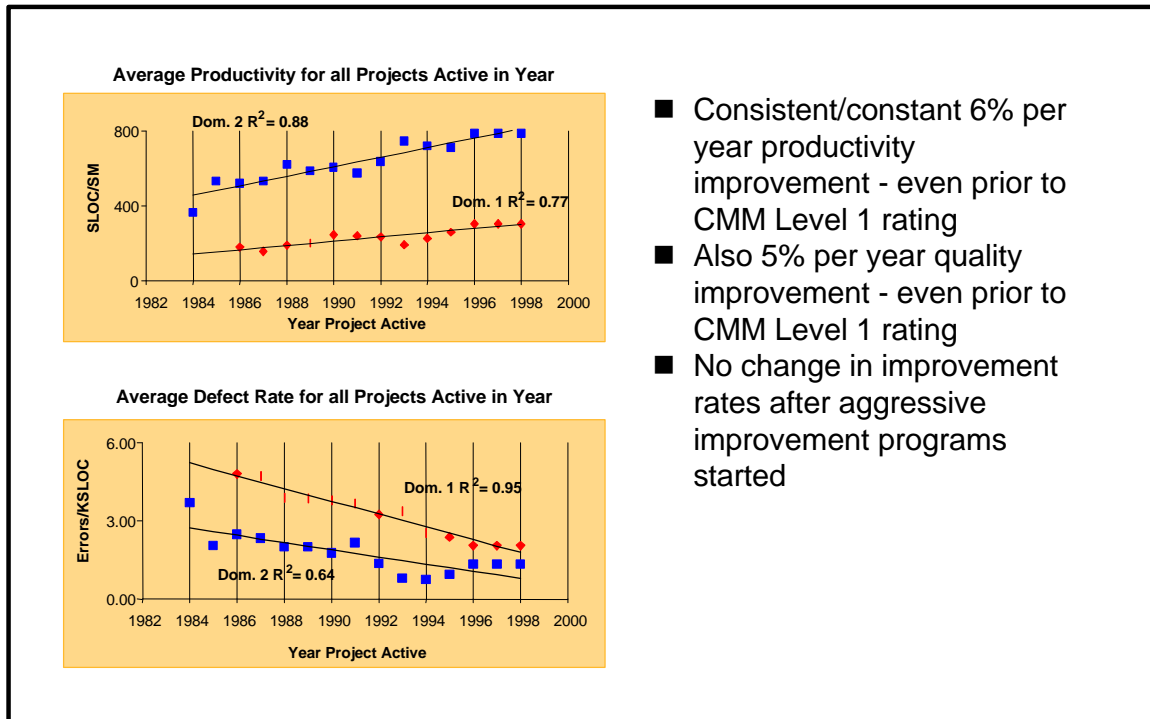 Average Productivity for all Projects Active in Year
800
400
0
SLOC/SM
Dom. 2 R²= 0.88
Dom. 1 R²= 0.77
1982 1984 1986 1988 1990 1992 1994 1996 1998 2000
Year Project Active
Average Defect Rate for all Projects Active in Year
6.00
3.00
0.00
Errors/KSLOC
Dom. 1 R²= 0.95
Dom. 2 R²= 0.64
1982 1984 1986 1988 1990 1992 1994 1996 1998 2000
Year Project Active
■ Consistent/constant 6% per
year productivity
improvement - even prior to
CMM Level 1 rating
■ Also 5% per year quality
improvement - even prior to
CMM Level 1 rating
■ No change in improvement
rates after aggressive
improvement programs
started